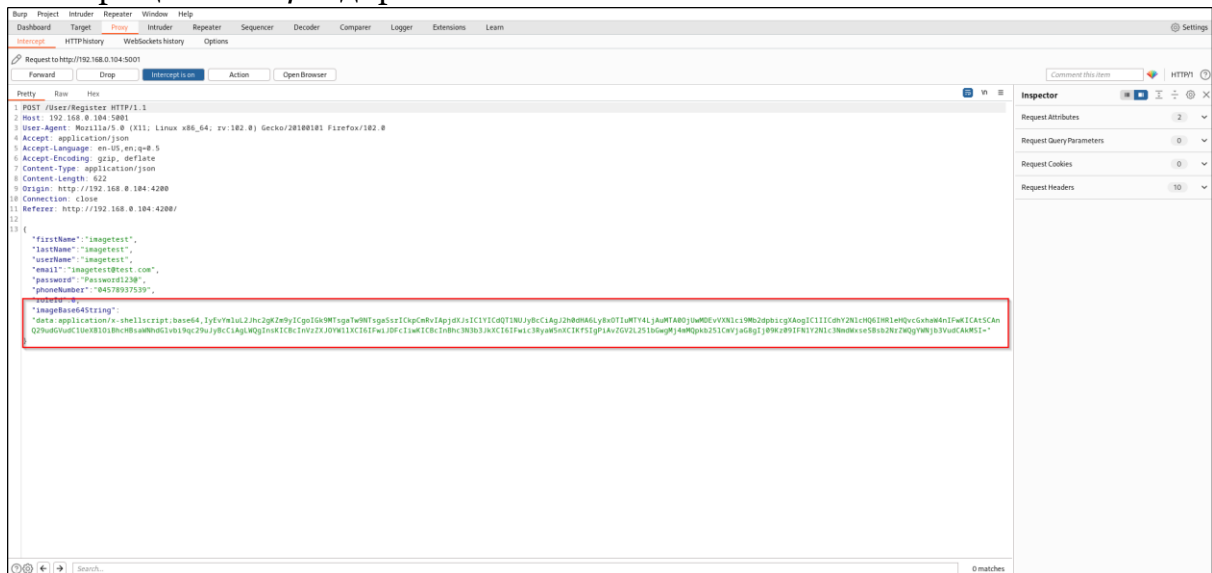 Burp Project Intruder Repeater Window Help
Dashboard Target Proxy Intruder Repeater Sequencer Decoder Comparer Logger Extensions Learn Settings
Intercept HTTP history WebSockets history Options
Request to http://192.168.0.104:5001
Forward Drop Intercept is on Action Open Browser Comment this item HTTP/1
Pretty Raw Hex
Inspector
1 POST /User/Register HTTP/1.1
2 Host: 192.168.0.104:5001
3 User-Agent: Mozilla/5.0 (X11; Linux x86_64; rv:102.0) Gecko/20100101 Firefox/102.0
4 Accept: application/json
5 Accept-Language: en-US,en;q=0.5
6 Accept-Encoding: gzip, deflate
7 Content-Type: application/json
8 Content-Length: 622
9 Origin: http://192.168.0.104:4200
10 Connection: close
11 Referer: http://192.168.0.104:4200/
12
13 {
"firstName":"imagetest",
"lastName":"imagetest",
"userName":"imagetest",
"email":"imagetest@test.com",
"password":"Password123@",
"phoneNumber":"04578937539",
"roleId":0,
"imageBase64String":
"data:application/x-shellscript;base64,
}
Request Attributes 2
Request Query Parameters 0
Request Cookies 0
Request Headers 10
Search... 0 matches